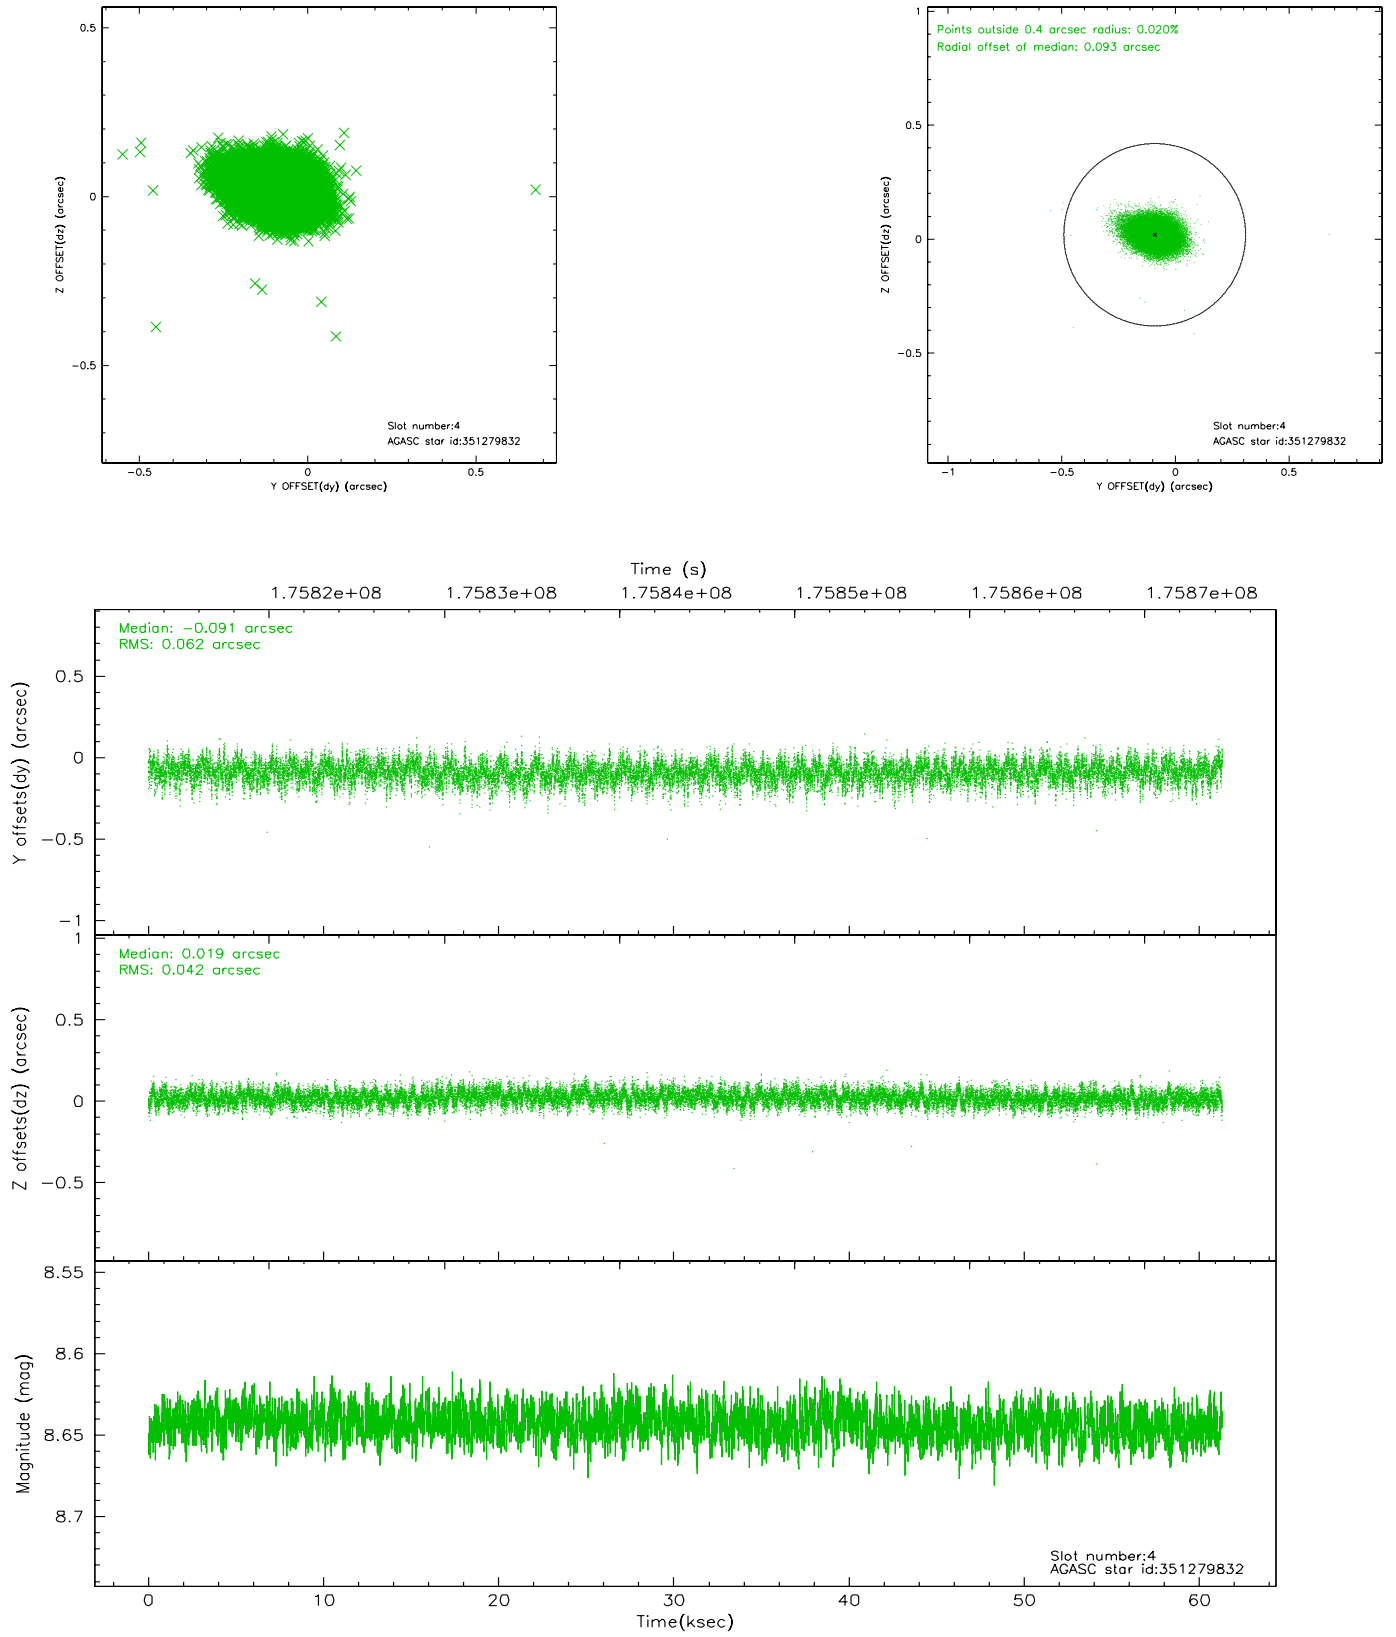 0.5
0
−0.5
Z OFFSET(dz) (arcsec)
Slot number:4
AGASC star id:351279832
−0.5
0
0.5
Y OFFSET(dy) (arcsec)
1
0.5
0
−0.5
Z OFFSET(dz) (arcsec)
Points outside 0.4 arcsec radius: 0.020%
Radial offset of median: 0.093 arcsec
Slot number:4
AGASC star id:351279832
−1
−0.5
0
0.5
Y OFFSET(dy) (arcsec)
Time (s)
1.7582e+08
1.7583e+08
1.7584e+08
1.7585e+08
1.7586e+08
1.7587e+08
Median: −0.091 arcsec
RMS: 0.062 arcsec
0.5
0
−0.5
−1
Y offsets(dy) (arcsec)
Median: 0.019 arcsec
RMS: 0.042 arcsec
1
0.5
0
−0.5
Z offsets(dz) (arcsec)
8.55
8.6
8.65
8.7
Magnitude (mag)
Slot number:4
AGASC star id:351279832
0
10
20
30
40
50
60
Time(ksec)